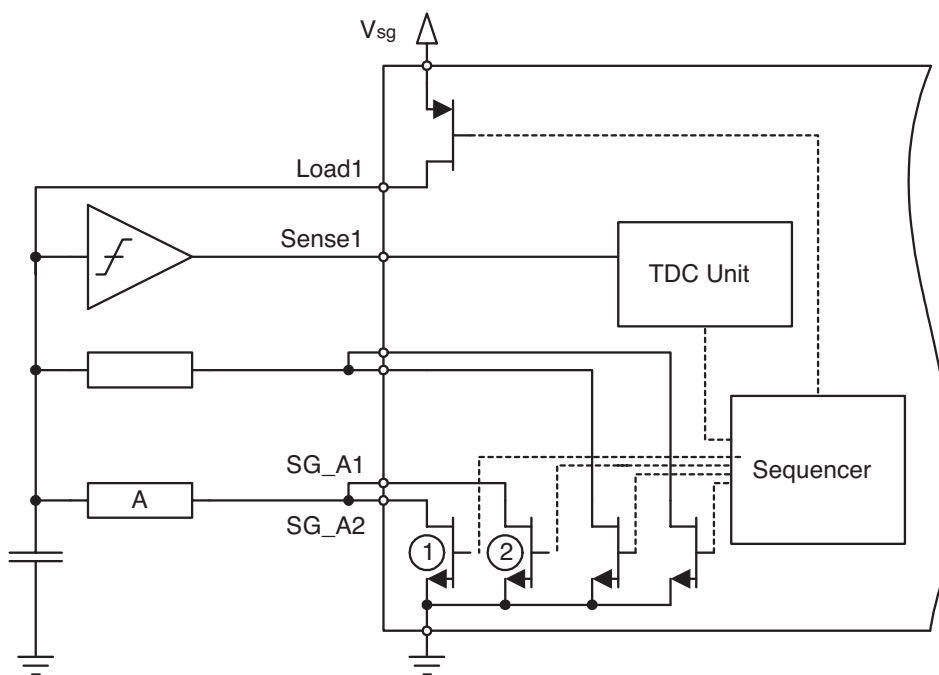 Vsg
Load1
Sense1
TDC Unit
SG_A1
Sequencer
A
SG_A2
1
2